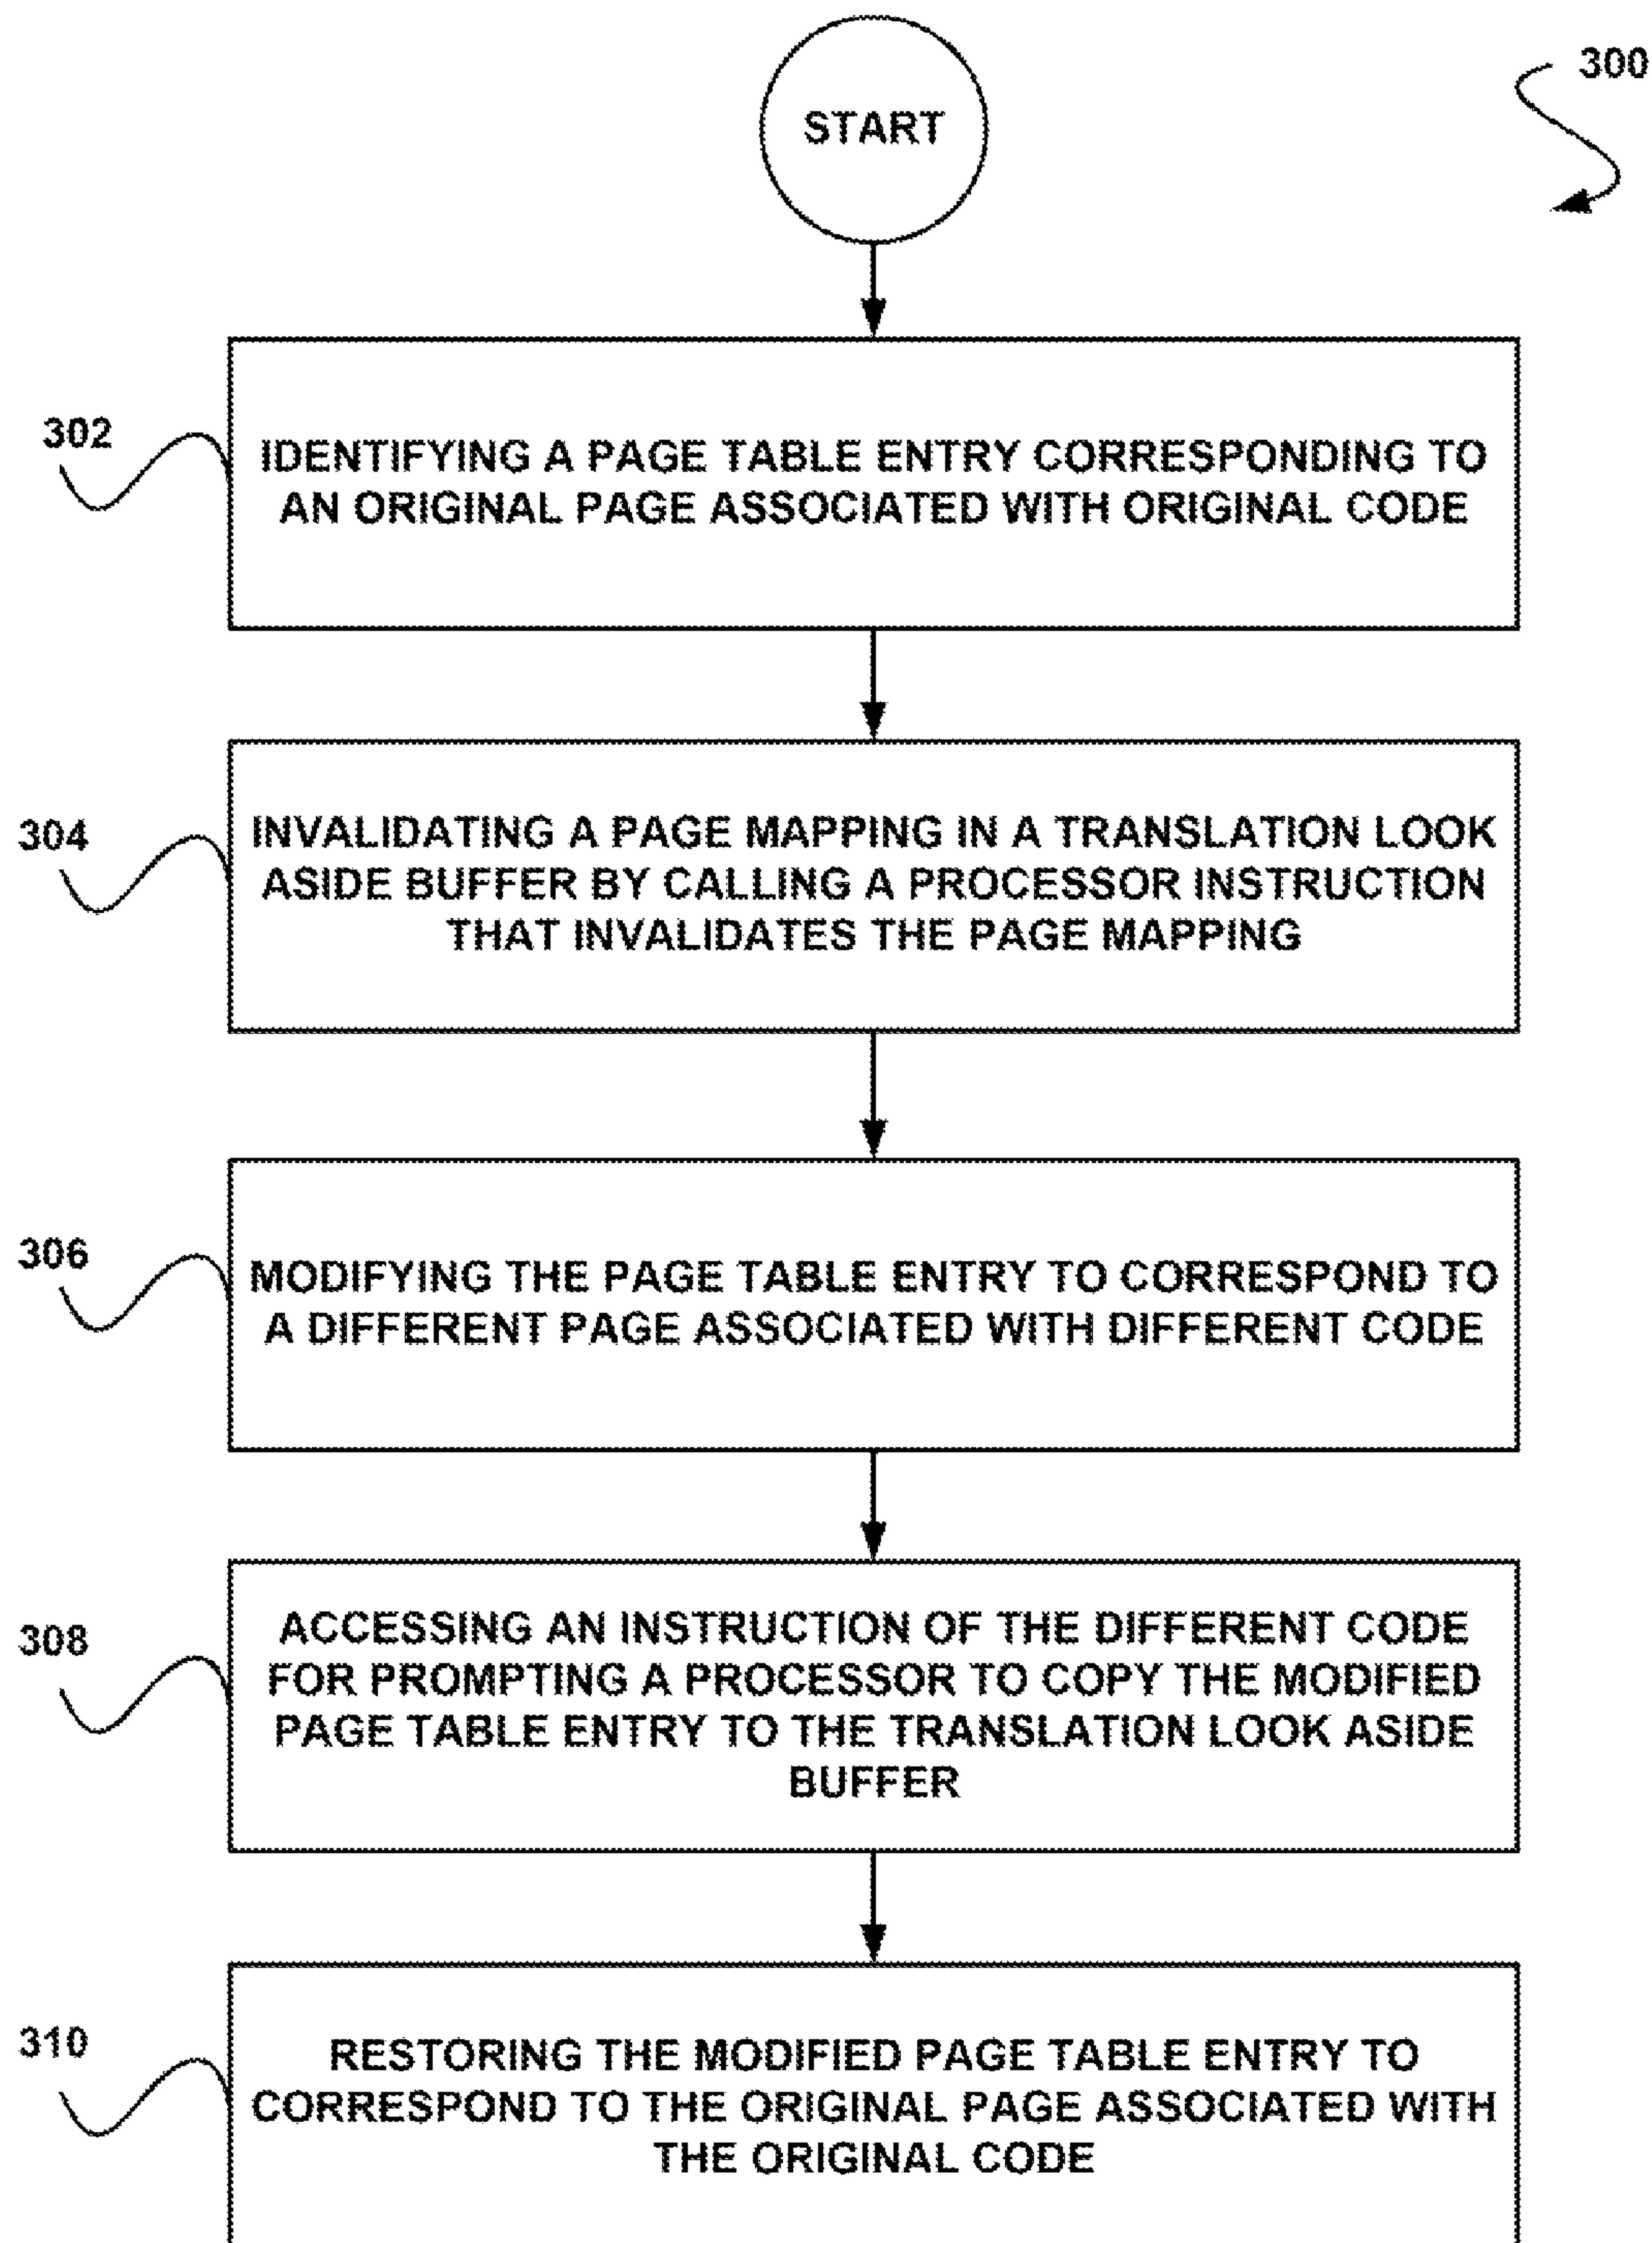 START
300
302
IDENTIFYING A PAGE TABLE ENTRY CORRESPONDING TO
AN ORIGINAL PAGE ASSOCIATED WITH ORIGINAL CODE
304
INVALIDATING A PAGE MAPPING IN A TRANSLATION LOOK
ASIDE BUFFER BY CALLING A PROCESSOR INSTRUCTION
THAT INVALIDATES THE PAGE MAPPING
306
MODIFYING THE PAGE TABLE ENTRY TO CORRESPOND TO
A DIFFERENT PAGE ASSOCIATED WITH DIFFERENT CODE
308
ACCESSING AN INSTRUCTION OF THE DIFFERENT CODE
FOR PROMPTING A PROCESSOR TO COPY THE MODIFIED
PAGE TABLE ENTRY TO THE TRANSLATION LOOK ASIDE
BUFFER
310
RESTORING THE MODIFIED PAGE TABLE ENTRY TO
CORRESPOND TO THE ORIGINAL PAGE ASSOCIATED WITH
THE ORIGINAL CODE